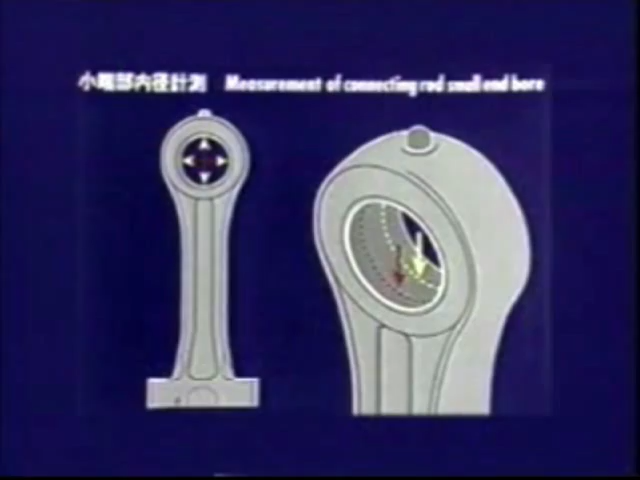 小端部内径計測 Measurement of connecting rod small end bore